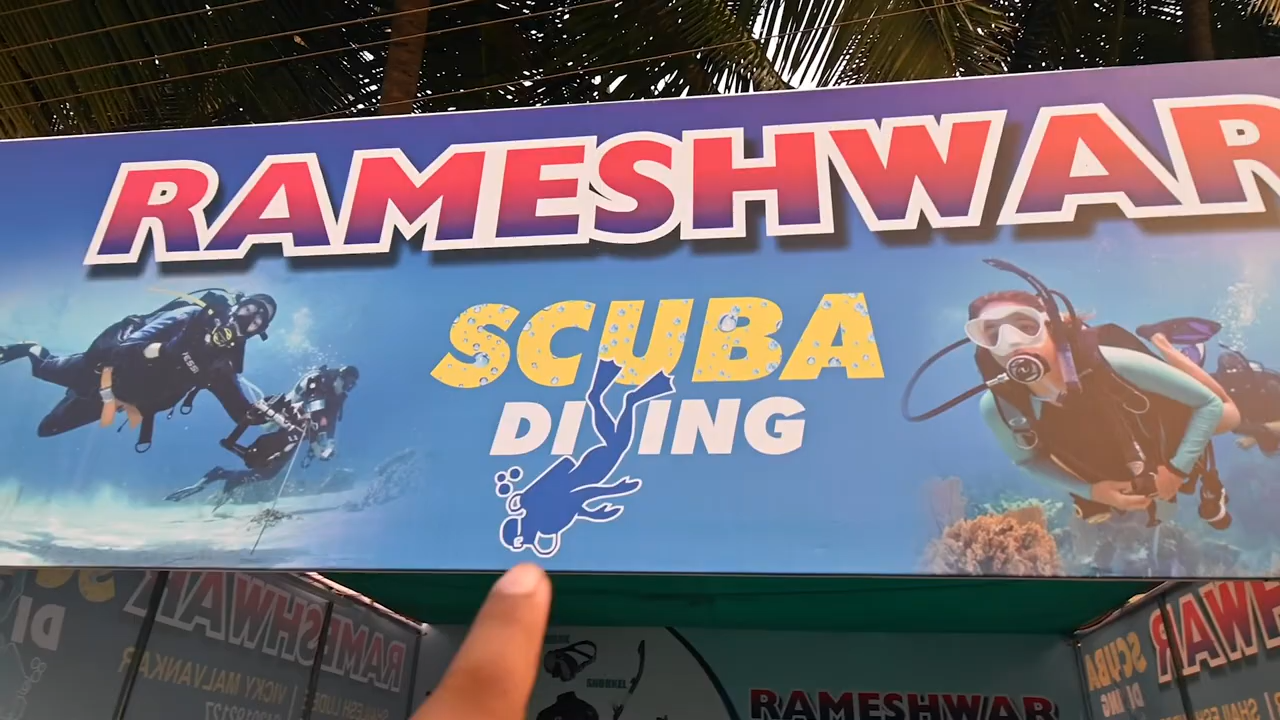 RAMESHWAR
SCUBA
DIVING
RAMESHWAR
VICKY MALVANKAR
SNORKEL
RAMESHWAR
RAMESHWAR
SCUBA